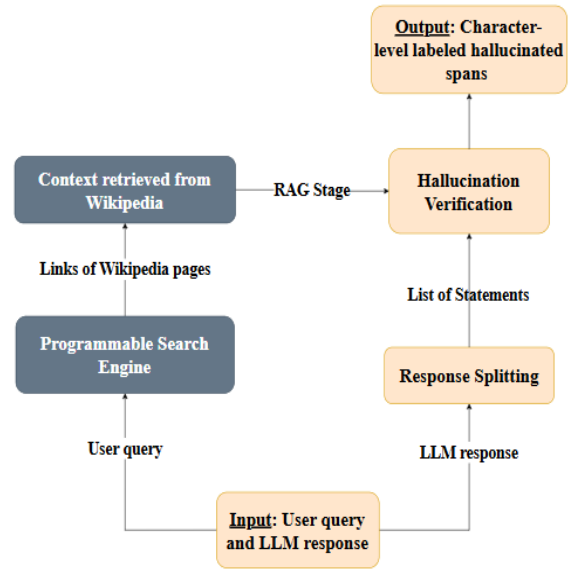 Output: Character-
level labeled hallucinated
spans
Context retrieved from
Wikipedia
RAG Stage
Hallucination
Verification
Links of Wikipedia pages
List of Statements
Programmable Search
Engine
Response Splitting
User query
LLM response
Input: User query
and LLM response